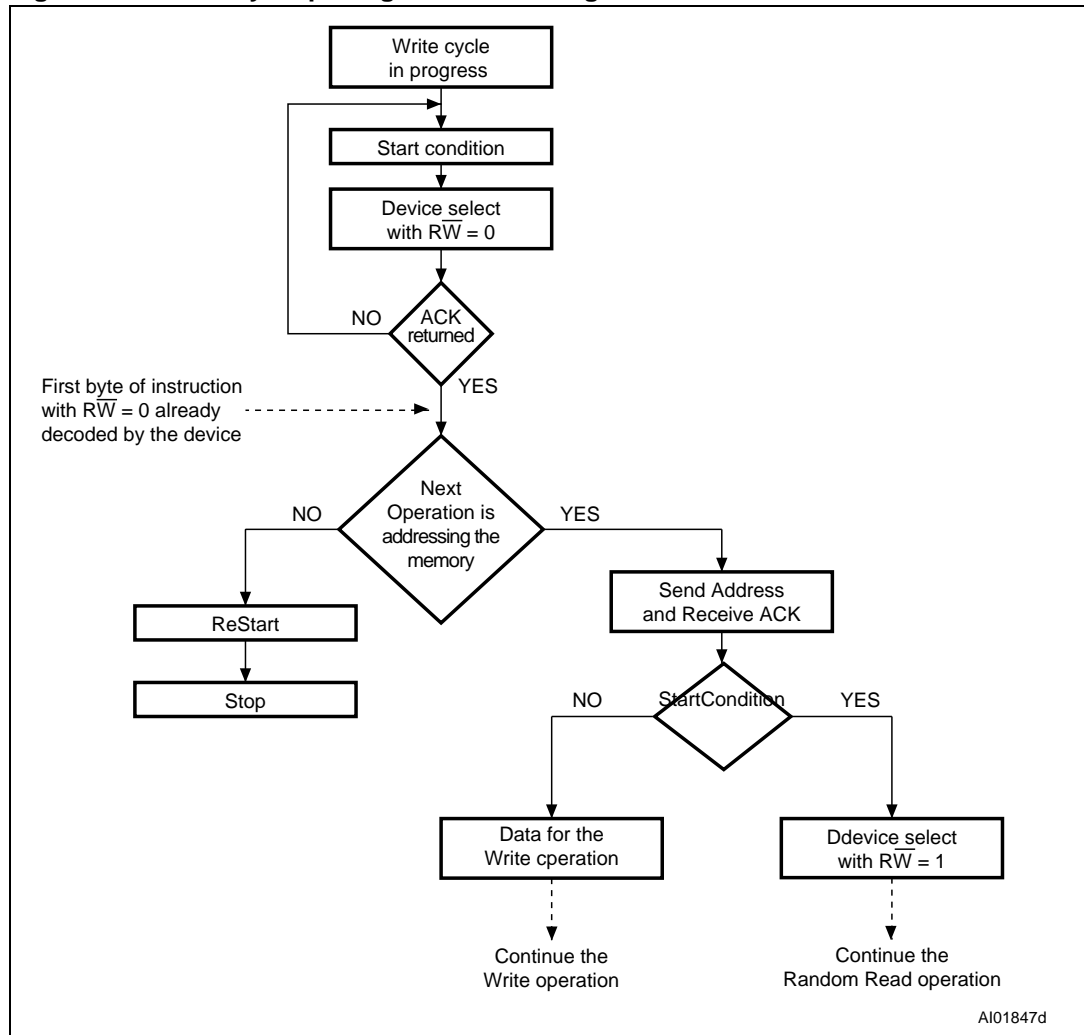 Write cycle
in progress
Start condition
Device select
with RW̅ = 0
ACK
returned
NO
YES
First byte of instruction
with RW̅ = 0 already
decoded by the device
Next
Operation is
addressing the
memory
NO
YES
Send Address
and Receive ACK
ReStart
Stop
StartCondition
NO
YES
Data for the
Write cperation
Ddevice select
with RW̅ = 1
Continue the
Write operation
Continue the
Random Read operation
AI01847d